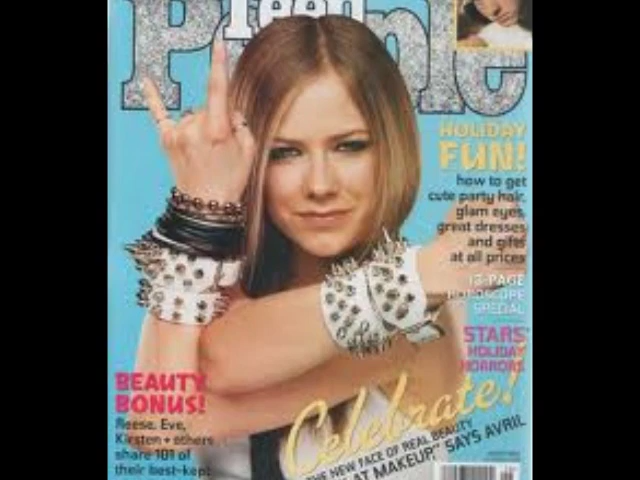 Teen
People
HOLIDAY
FUN!
how to get
cute party hair,
glam eyes,
great dresses
and gifts
at all prices
13-PAGE
HOROSCOPE
SPECIAL
STARS'
HOLIDAY
HORRORS
BEAUTY
BONUS!
Reese, Eve,
Kirsten + others
share 101 of
their best-kept
Celebrate!
THE NEW FACE OF REAL BEAUTY
AT MAKEUP" SAYS AVRIL